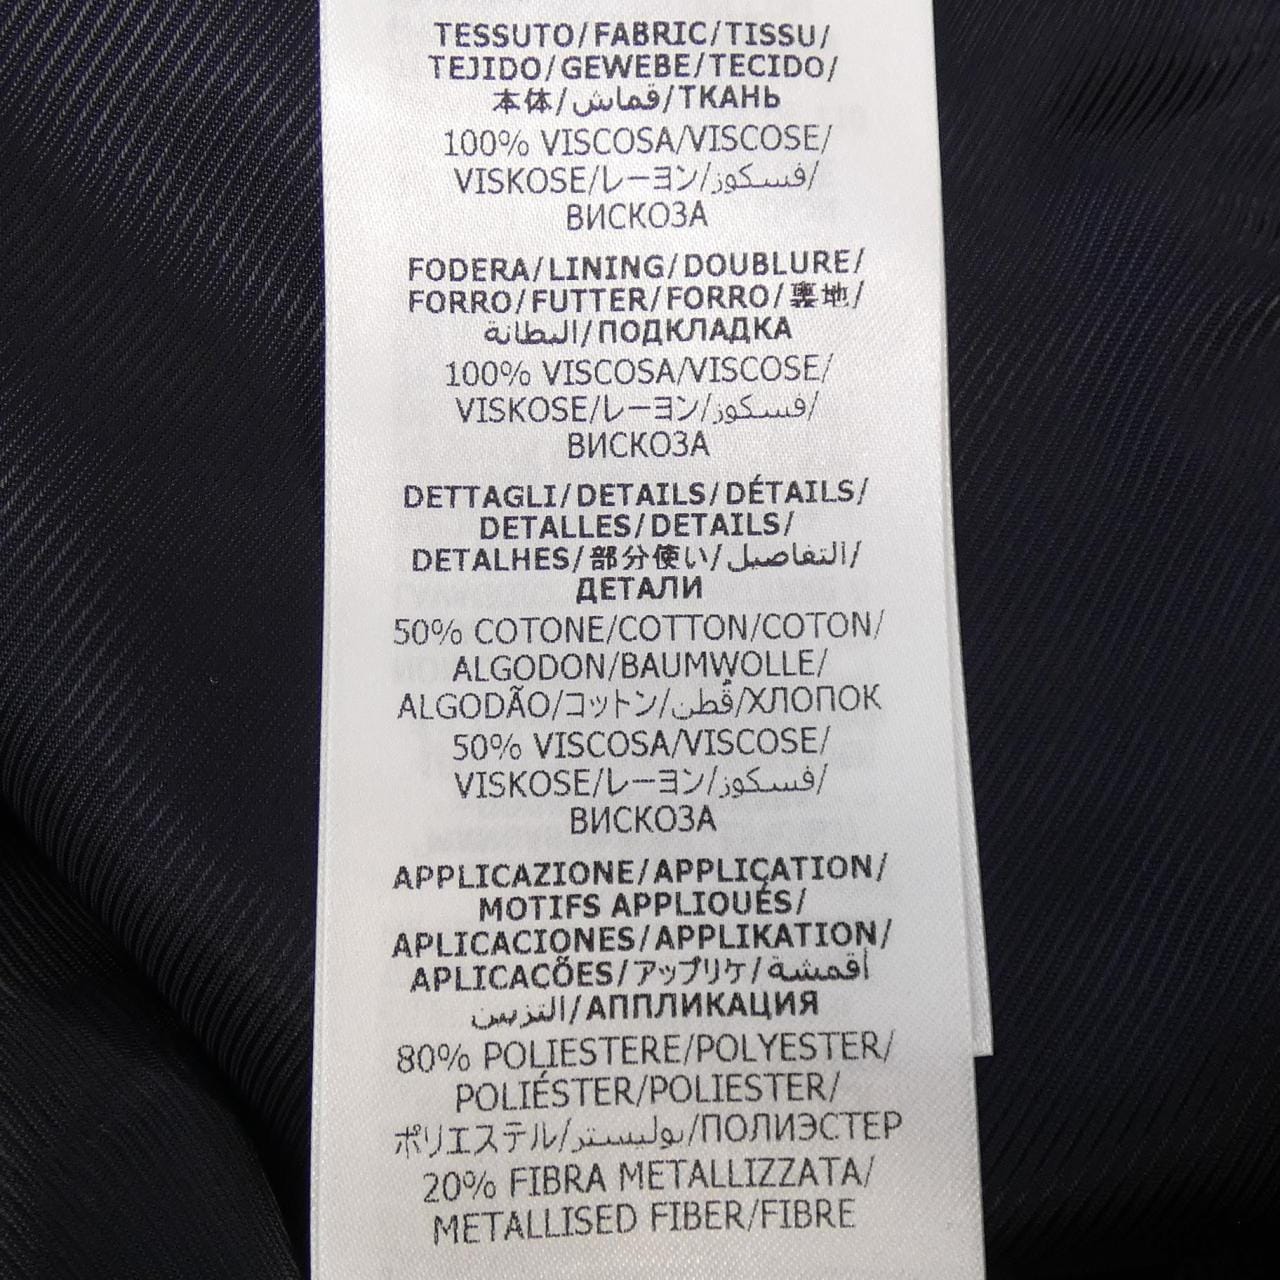 TESSUTO/FABRIC/TISSU/
TEJIDO/GEWEBE/TECIDO/
本体/قماش/ТКАНЬ
100% VISCOSA/VISCOSE/
VISKOSE/レーヨン/فسكوز/
ВИСКОЗА
FODERA/LINING/DOUBLURE/
FORRO/FUTTER/FORRO/裏地/
البطانة/ПОДКЛАДКА
100% VISCOSA/VISCOSE/
VISKOSE/レーヨン/فسكوز/
ВИСКОЗА
DETTAGLI/DETAILS/DÉTAILS/
DETALLES/DETAILS/
DETALHES/部分使い/التفاصيل/
ДЕТАЛИ
50% COTONE/COTTON/COTON/
ALGODON/BAUMWOLLE/
ALGODÃO/コットン/قُطن/ХЛОПОК
50% VISCOSA/VISCOSE/
VISKOSE/レーヨン/فسكوز/
ВИСКОЗА
APPLICAZIONE/APPLICATION/
MOTIFS APPLIQUÉS/
APLICACIONES/APPLIKATION/
APLICACÕES/アップリケ/أقمشة
التزيين/АППЛИКАЦИЯ
80% POLIESTERE/POLYESTER/
POLIÉSTER/POLIESTER/
ポリエステル/بوليستر/ПОЛИЭСТЕР
20% FIBRA METALLIZZATA/
METALLISED FIBER/FIBRE